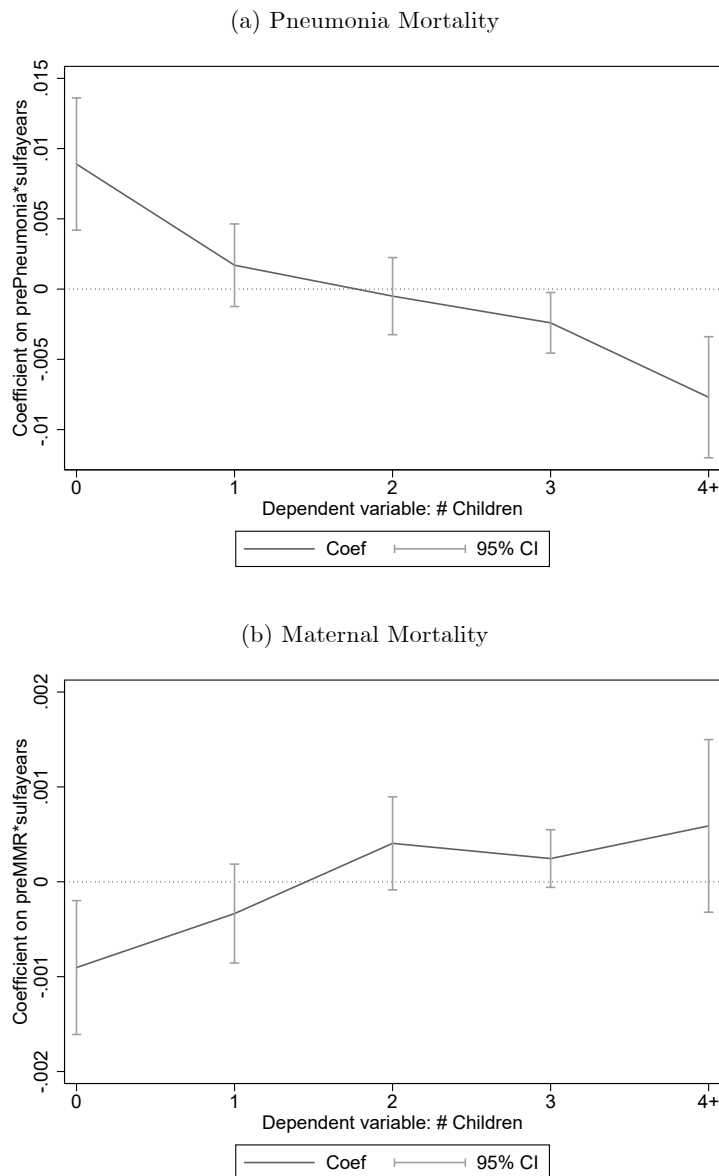 (a) Pneumonia Mortality
Coefficient on prePneumonia*sulfayears
.015
.01
.005
0
-.005
-.01
0 1 2 3 4+
Dependent variable: # Children
Coef 95% CI
(b) Maternal Mortality
Coefficient on preMMR*sulfayears
.002
.001
0
-.001
-.002
0 1 2 3 4+
Dependent variable: # Children
Coef 95% CI